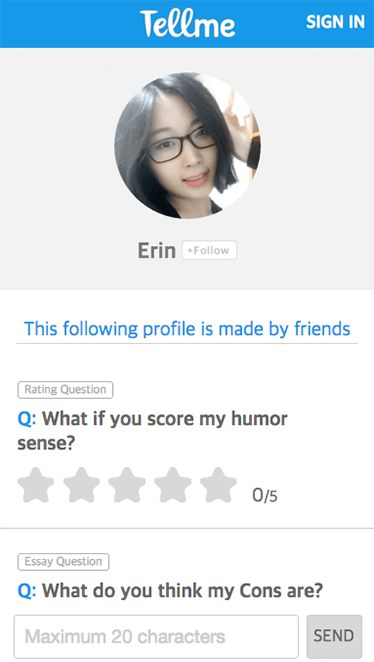 Tellme
SIGN IN
Erin
+Follow
This following profile is made by friends
Rating Question
Q: What if you score my humor
sense?
0/5
Essay Question
Q: What do you think my Cons are?
Maximum 20 characters
SEND